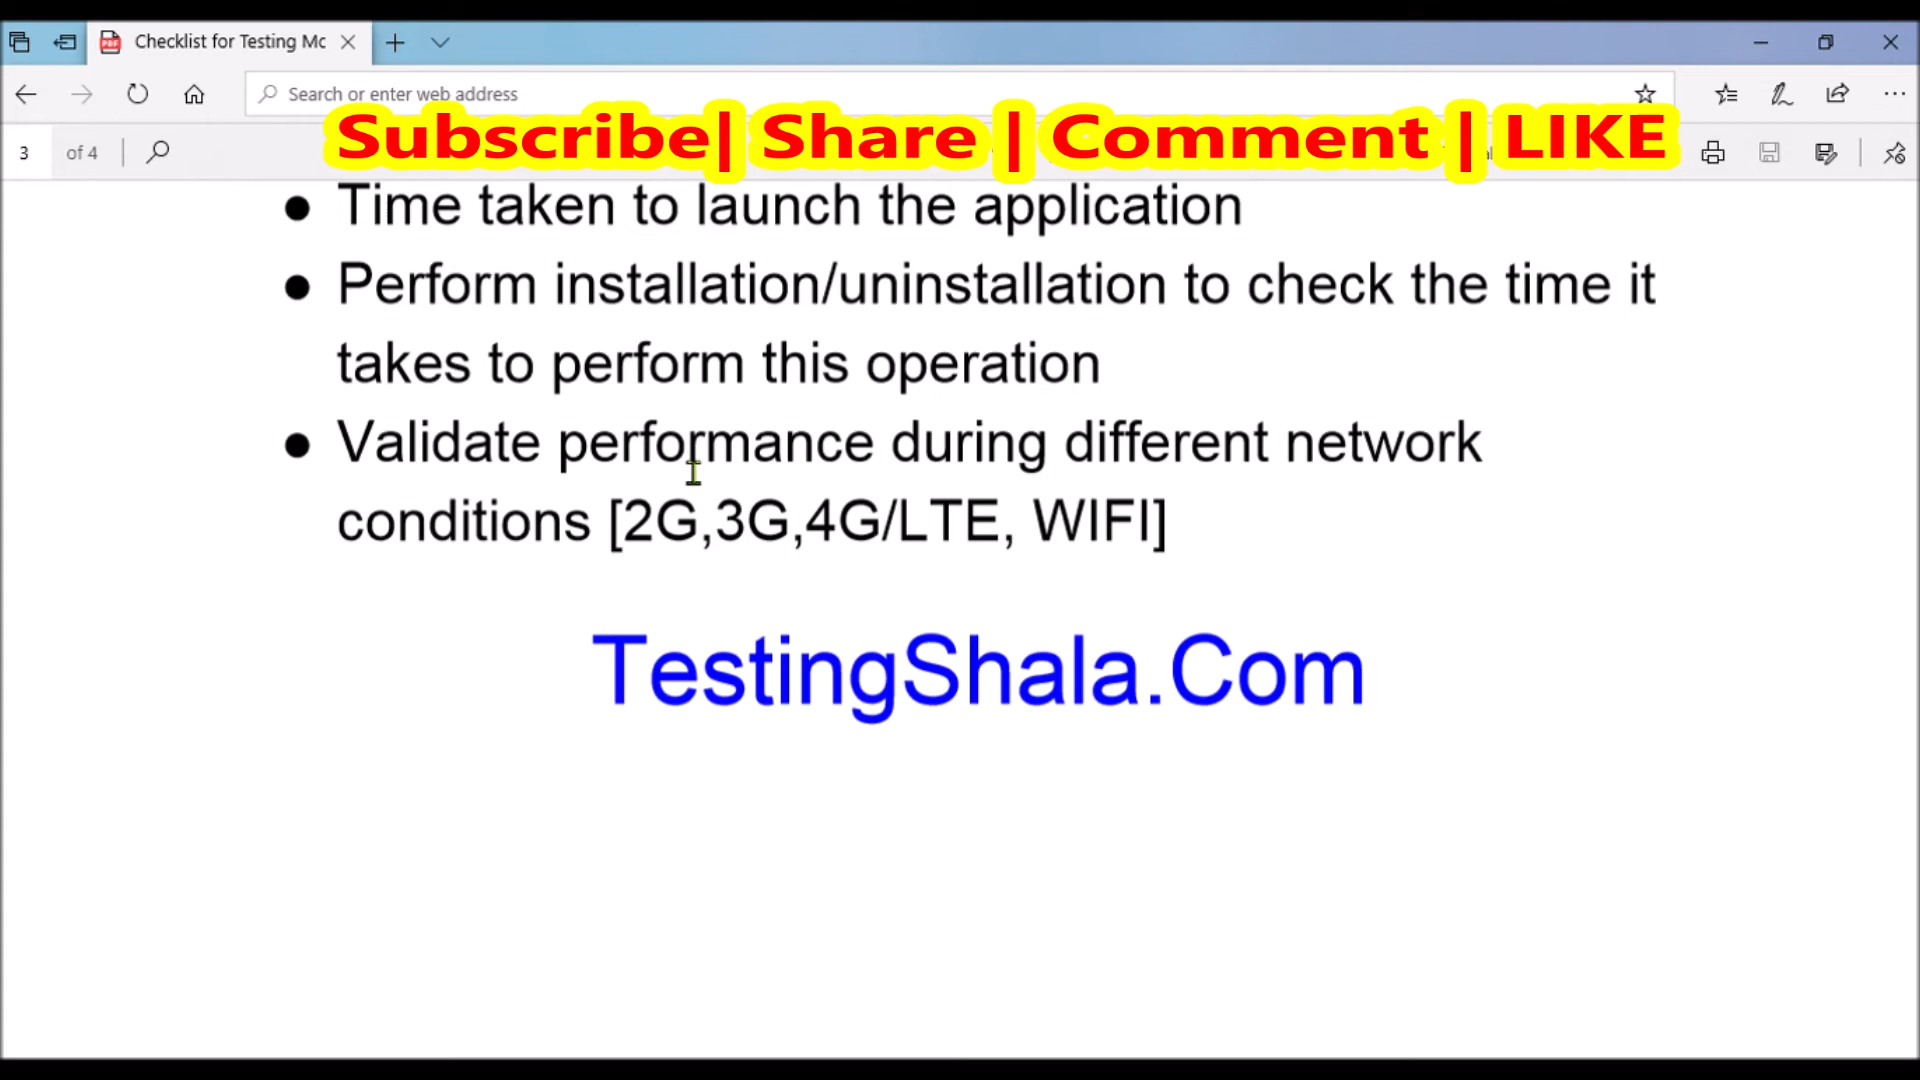 Checklist for Testing Mc
Search or enter web address
Subscribe| Share | Comment | LIKE
3 of 4
● Time taken to launch the application
● Perform installation/uninstallation to check the time it
takes to perform this operation
● Validate performance during different network
conditions [2G,3G,4G/LTE, WIFI]
TestingShala.Com